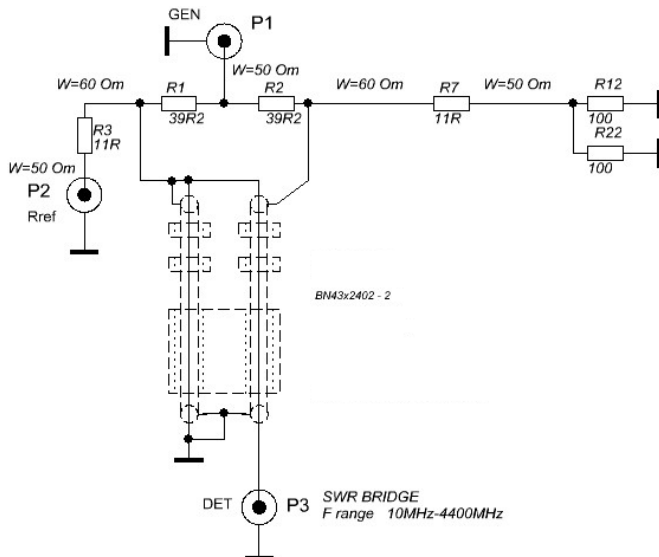 GEN
P1
W=50 Om
W=60 Om
R1
R2
W=60 Om
R7
W=50 Om
R12
39R2
39R2
11R
100
R3
11R
R22
100
W=50 Om
P2
Rref
BN43x2402 - 2
DET
P3
SWR BRIDGE
F range 10MHz-4400MHz